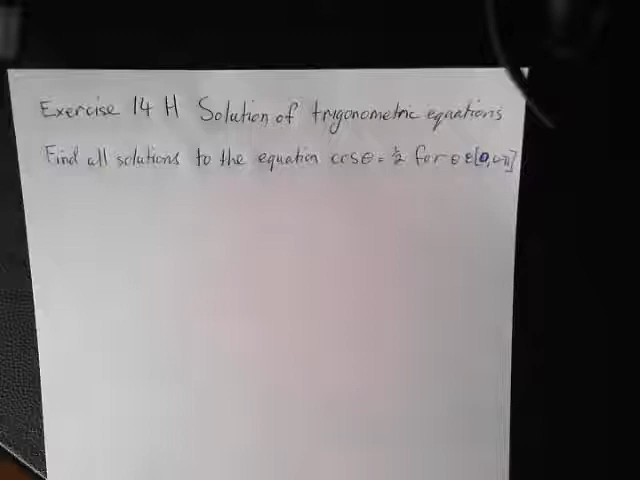 Exercise 14 H Solution of trigonometric equations
Find all solutions to the equation cosθ = ½ for θ ε [0, 4π]